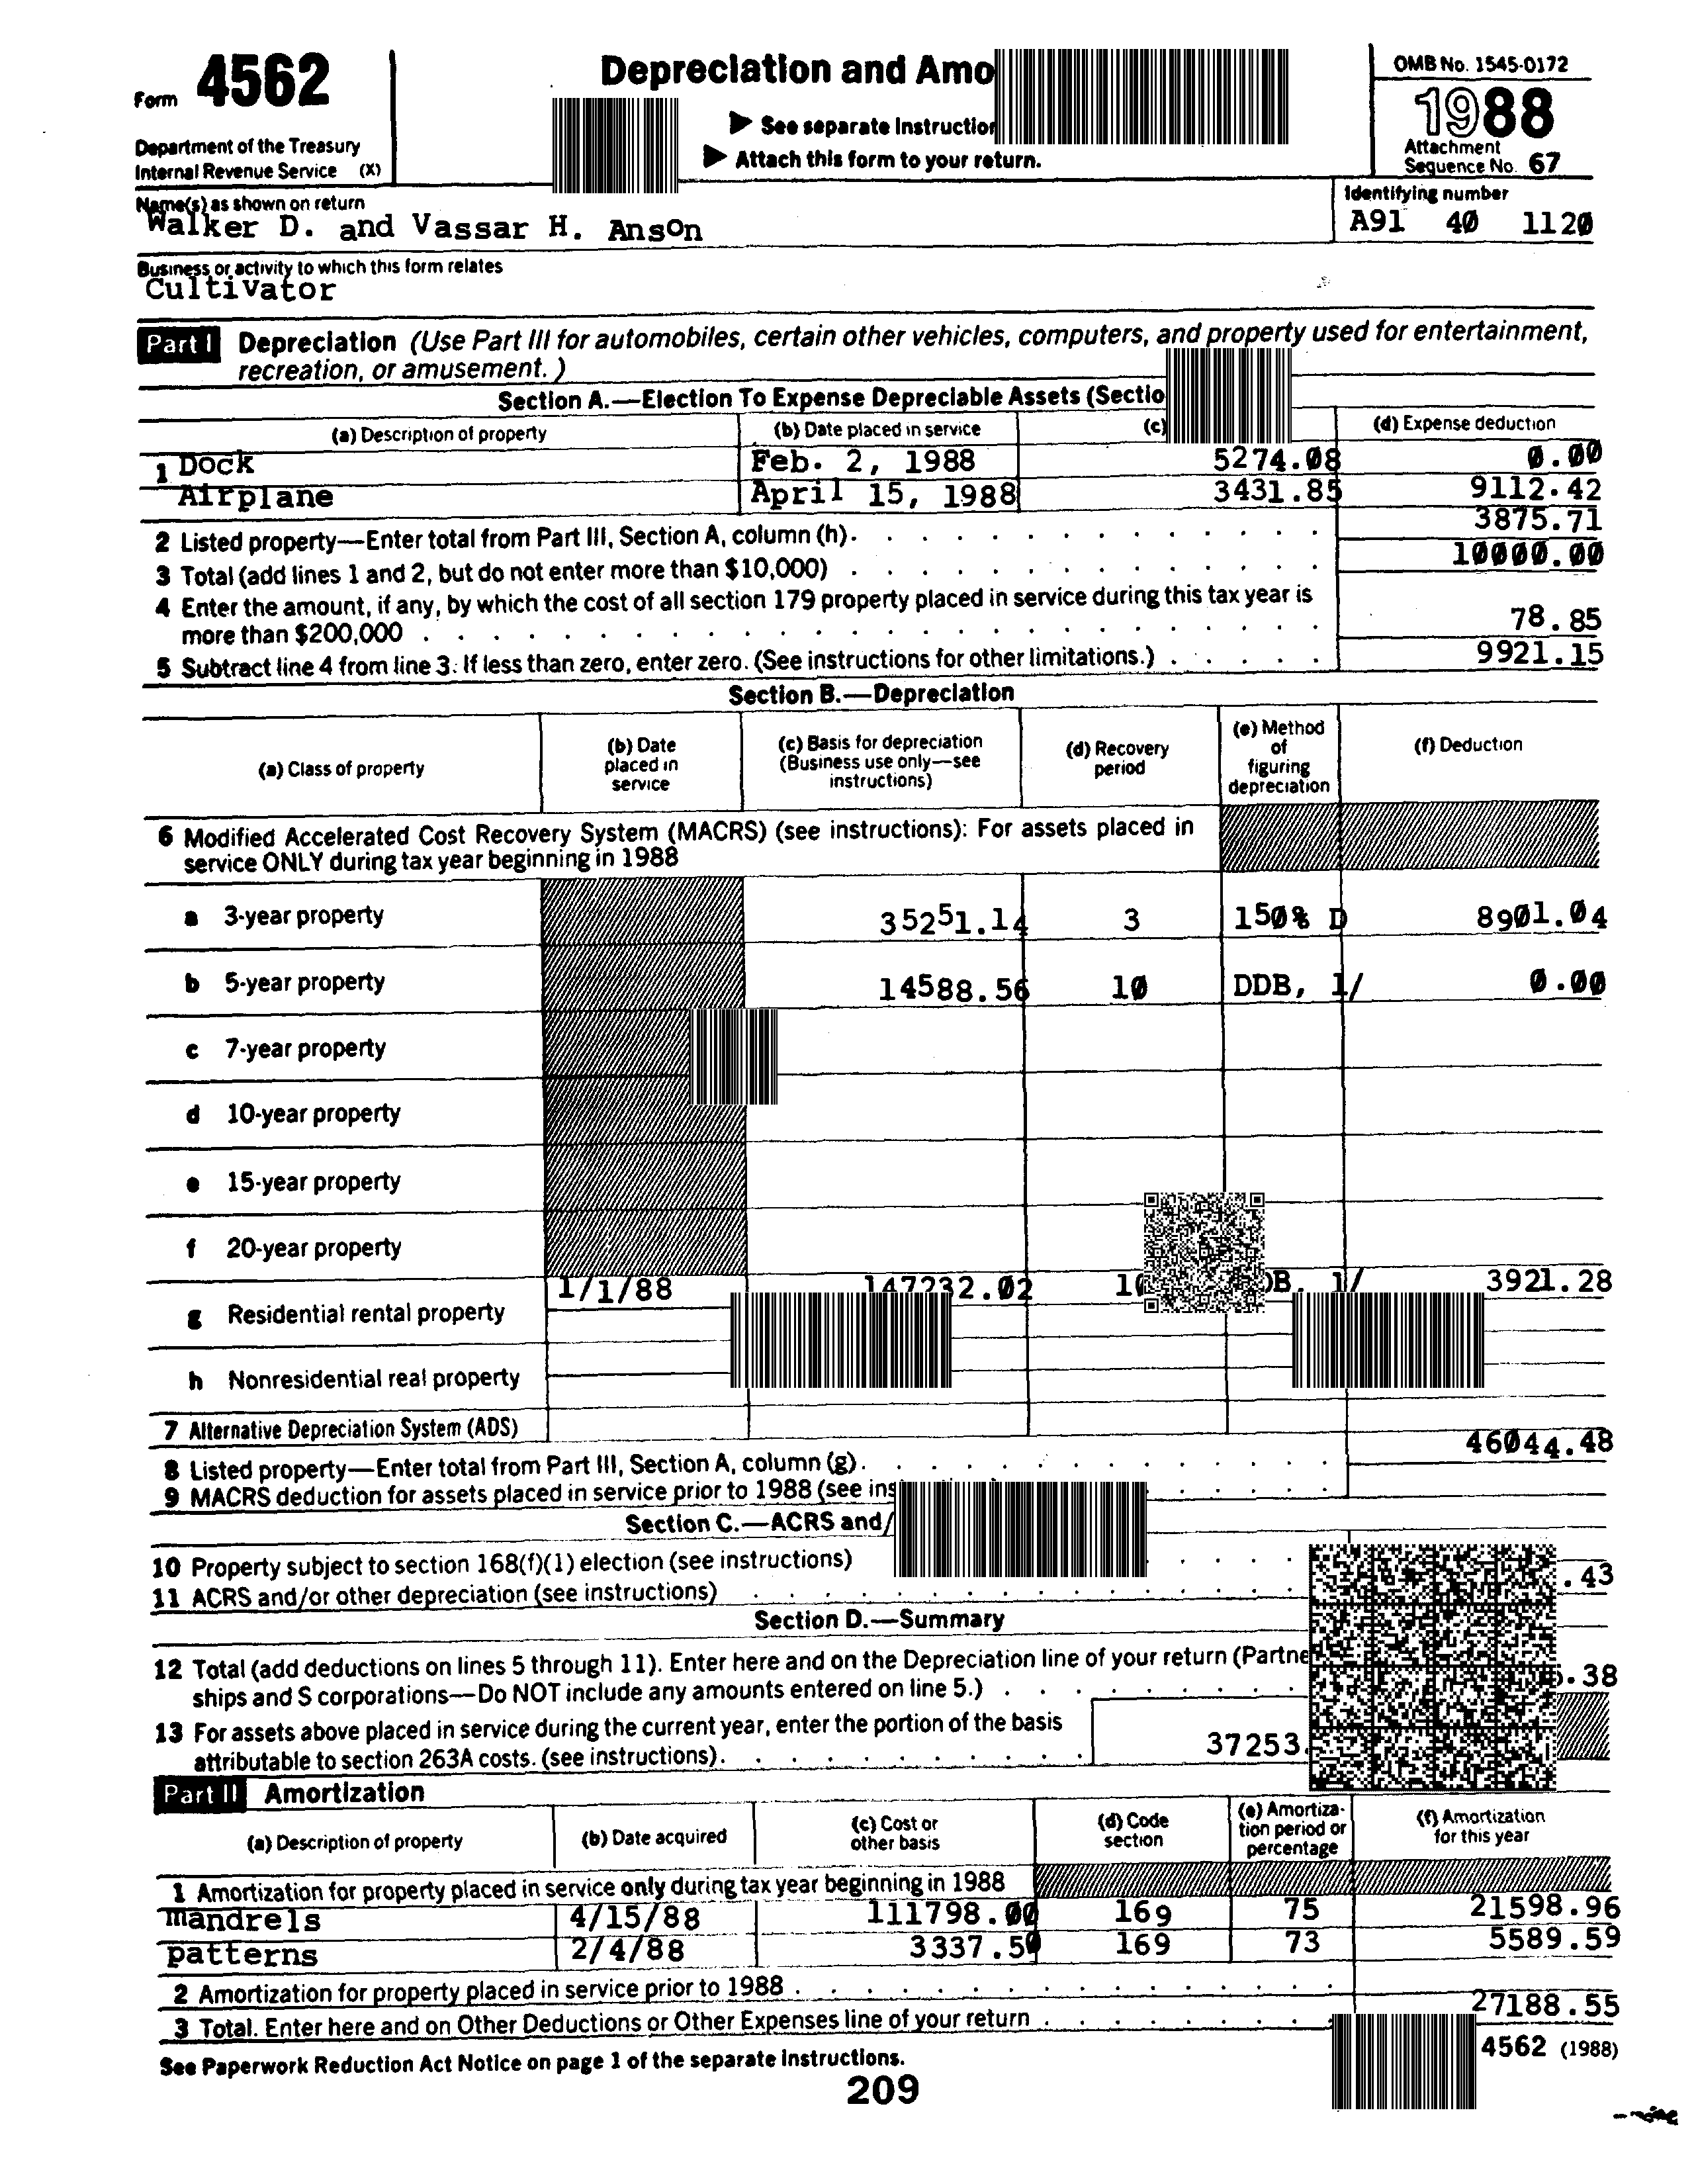 Form 4562
Depreciation and
OMB No. 1545-0172
1988
Department of the Treasury
Internal Revenue Service (X)
▶ See separate
▶ Attach this form to your return.
Attachment
Sequence No. 67
Name(s) as shown on return
Identifying number
Walker D. and Vassar H. Anson
A91 40 1120
Business or activity to which this form relates
Cultivator
Part I Depreciation (Use Part III for automobiles, certain other vehicles, computers, and property used for entertainment,
recreation, or amusement.)
Section A.—Election To Expense Depreciable Assets
(a) Description of property (b) Date placed in service (c) (d) Expense deduction
1 Dock Feb. 2, 1988 5274.08 0.00
Airplane April 15, 1988 3431.85 9112.42
2 Listed property—Enter total from Part III, Section A, column (h). 3875.71
3 Total (add lines 1 and 2, but do not enter more than $10,000) 10000.00
4 Enter the amount, if any, by which the cost of all section 179 property placed in service during this tax year is
more than $200,000 78.85
5 Subtract line 4 from line 3. If less than zero, enter zero. (See instructions for other limitations.) 9921.15
Section B.—Depreciation
(a) Class of property (b) Date placed in service (c) Basis for depreciation (Business use only—see instructions) (d) Recovery period (e) Method of figuring depreciation (f) Deduction
6 Modified Accelerated Cost Recovery System (MACRS) (see instructions): For assets placed in
service ONLY during tax year beginning in 1988
a 3-year property 35251.14 3 150% D 8901.04
b 5-year property 14588.56 10 DDB, 1/ 0.00
c 7-year property
d 10-year property
e 15-year property
f 20-year property
1/1/88 147232.02 1/ 3921.28
g Residential rental property
h Nonresidential real property
7 Alternative Depreciation System (ADS)
8 Listed property—Enter total from Part III, Section A, column (g). 46044.48
9 MACRS deduction for assets placed in service prior to 1988 (see
Section C.—ACRS and/
10 Property subject to section 168(f)(1) election (see instructions)
11 ACRS and/or other depreciation (see instructions) .43
Section D.—Summary
12 Total (add deductions on lines 5 through 11). Enter here and on the Depreciation line of your return
ships and S corporations—Do NOT include any amounts entered on line 5.) .38
13 For assets above placed in service during the current year, enter the portion of the basis
attributable to section 263A costs. (see instructions). 37253.
Part II Amortization
(a) Description of property (b) Date acquired (c) Cost or other basis (d) Code section (e) Amortization period or percentage (f) Amortization for this year
1 Amortization for property placed in service only during tax year beginning in 1988
mandrels 4/15/88 111798.00 169 75 21598.96
patterns 2/4/88 3337.50 169 73 5589.59
2 Amortization for property placed in service prior to 1988
3 Total. Enter here and on Other Deductions or Other Expenses line of your return 27188.55
See Paperwork Reduction Act Notice on page 1 of the separate instructions.
4562 (1988)
209